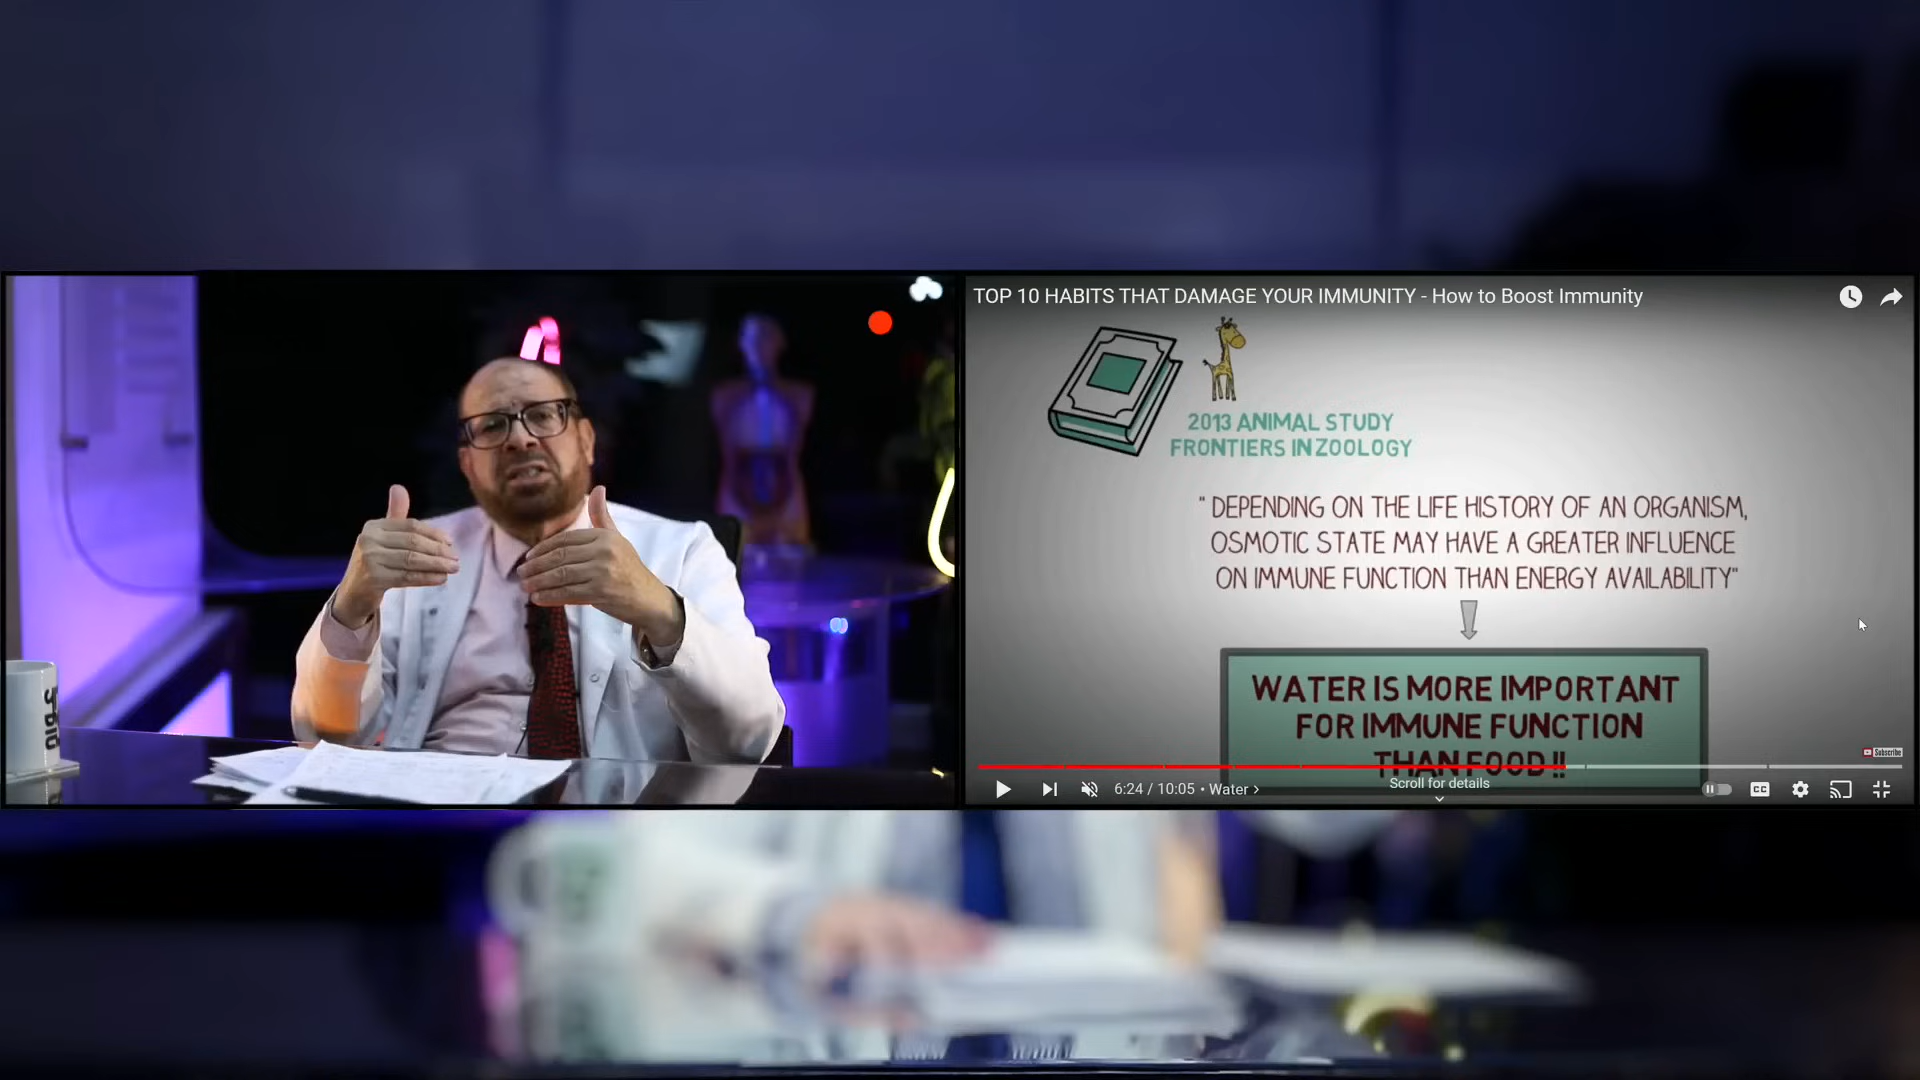 TOP 10 HABITS THAT DAMAGE YOUR IMMUNITY - How to Boost Immunity
2013 ANIMAL STUDY
FRONTIERS IN ZOOLOGY
" DEPENDING ON THE LIFE HISTORY OF AN ORGANISM,
OSMOTIC STATE MAY HAVE A GREATER INFLUENCE
ON IMMUNE FUNCTION THAN ENERGY AVAILABILITY"
WATER IS MORE IMPORTANT
FOR IMMUNE FUNCTION
THAN FOOD !!
Subscribe
6:24 / 10:05 • Water ›
Scroll for details
CC